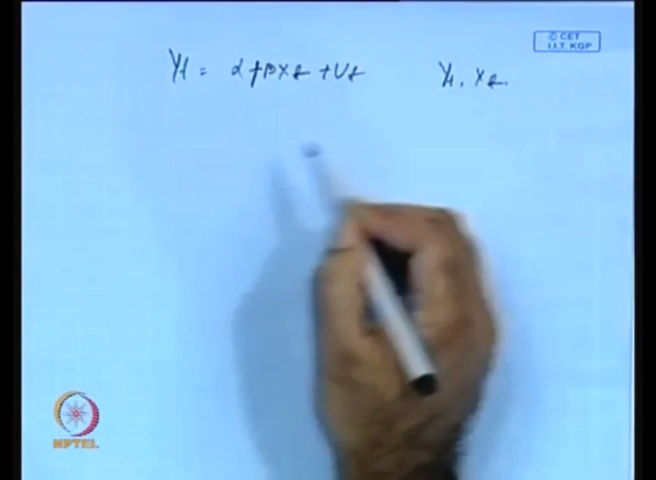 © CET
I.I.T. KGP
Yt = α + βXt + Ut Yt, Xt.
NPTEL